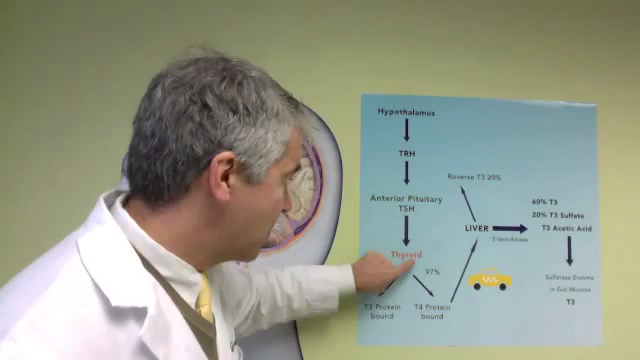 Hypothalamus
TRH
Anterior Pituitary
TSH
Thyroid
97%
T3 Protein
bound
T4 Protein
bound
Reverse T3 20%
LIVER
5'deiodinase
60% T3
20% T3 Sulfate
T3 Acetic Acid
Sulfatase Enzyme
in Gut Mucosa
T3